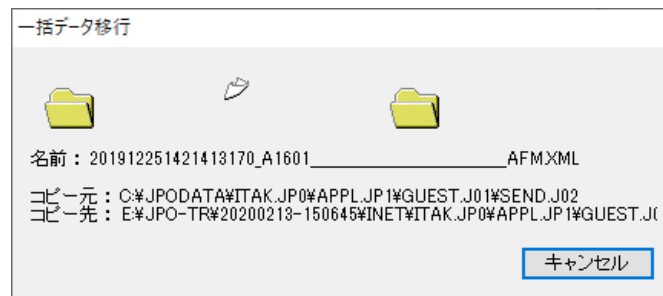 一括データ移行
名前： 201912251421413170_A1601____________________AFM.XML
コピー元： C:¥JPODATA¥ITAK.JP0¥APPL.JP1¥GUEST.J01¥SEND.J02
コピー先： E:¥JPO-TR¥20200213-150645¥INET¥ITAK.JP0¥APPL.JP1¥GUEST.J(
キャンセル